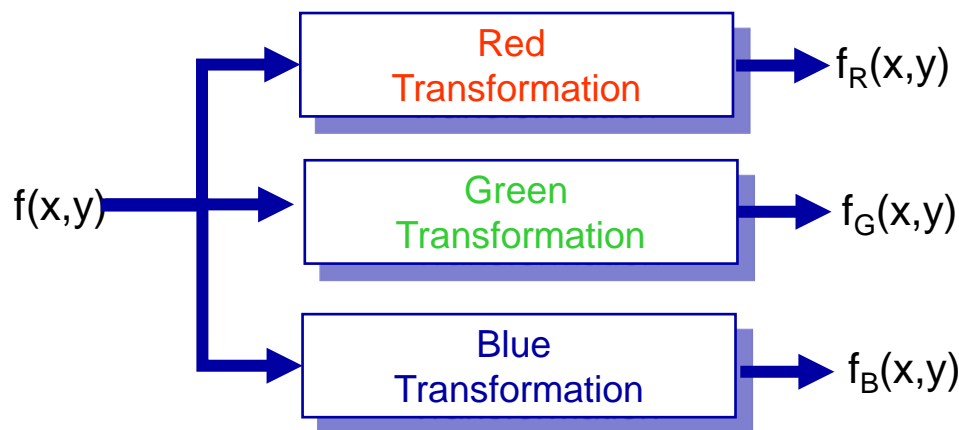 f(x,y)
Red
Transformation
f_R(x,y)
Green
Transformation
f_G(x,y)
Blue
Transformation
f_B(x,y)